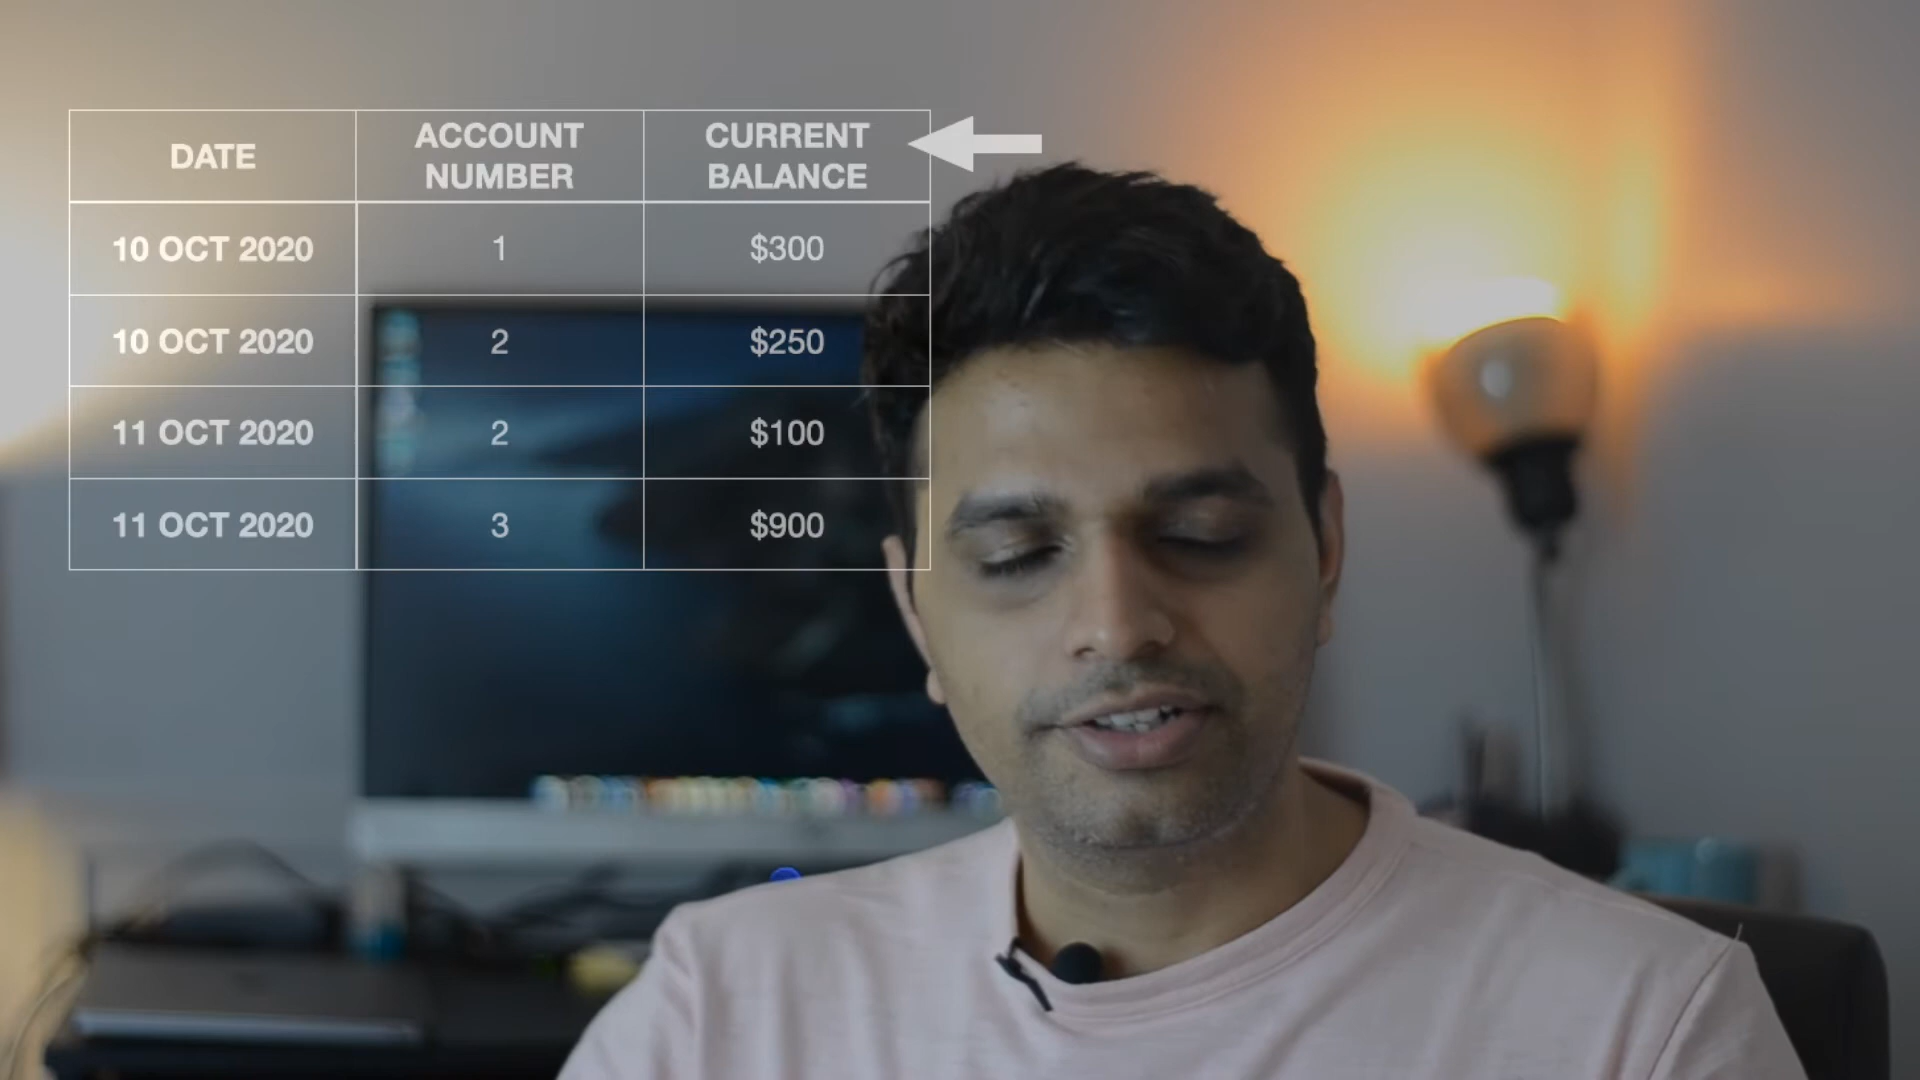 DATE
ACCOUNT
NUMBER
CURRENT
BALANCE
10 OCT 2020 1 $300
10 OCT 2020 2 $250
11 OCT 2020 2 $100
11 OCT 2020 3 $900